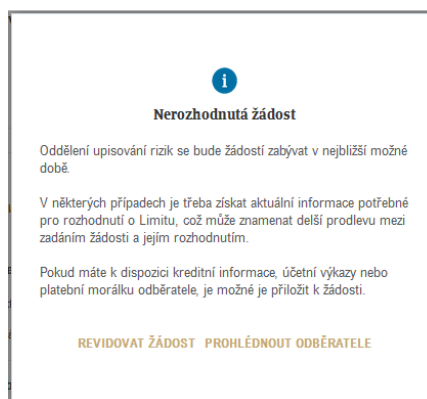 Nerozhodnutá žádost
Oddělení upisování rizik se bude žádostí zabývat v nejbližší možné
době.
V některých případech je třeba získat aktuální informace potřebné
pro rozhodnutí o Limitu, což může znamenat delší prodlevu mezi
zadáním žádosti a jejím rozhodnutím.
Pokud máte k dispozici kreditní informace, účetní výkazy nebo
platební morálku odběratele, je možné je přiložit k žádosti.
REVIDOVAT ŽÁDOST PROHLÉDNOUT ODBĚRATELE